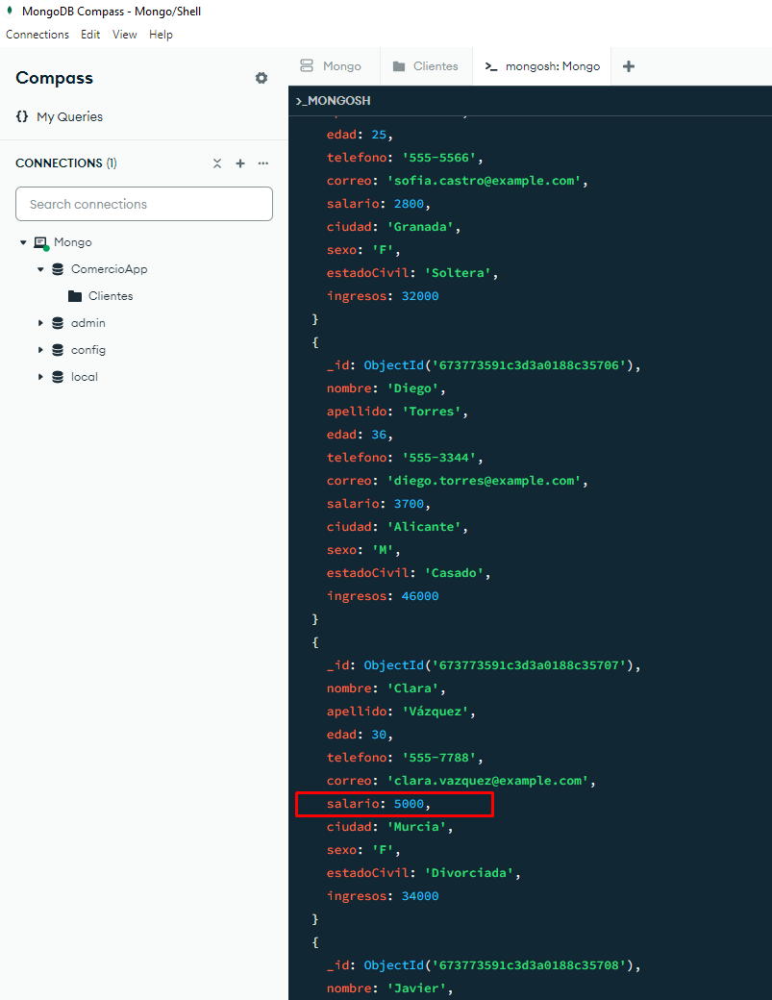 MongoDB Compass - Mongo/Shell
Connections Edit View Help
Compass
{} My Queries
CONNECTIONS (1)
Search connections
Mongo
ComercioApp
Clientes
admin
config
local
Mongo
Clientes
>_ mongosh: Mongo
>_MONGOSH
edad: 25,
telefono: '555-5566',
correo: 'sofia.castro@example.com',
salario: 2800,
ciudad: 'Granada',
sexo: 'F',
estadoCivil: 'Soltera',
ingresos: 32000
}
{
_id: ObjectId('673773591c3d3a0188c35706'),
nombre: 'Diego',
apellido: 'Torres',
edad: 36,
telefono: '555-3344',
correo: 'diego.torres@example.com',
salario: 3700,
ciudad: 'Alicante',
sexo: 'M',
estadoCivil: 'Casado',
ingresos: 46000
}
{
_id: ObjectId('673773591c3d3a0188c35707'),
nombre: 'Clara',
apellido: 'Vázquez',
edad: 30,
telefono: '555-7788',
correo: 'clara.vazquez@example.com',
salario: 5000,
ciudad: 'Murcia',
sexo: 'F',
estadoCivil: 'Divorciada',
ingresos: 34000
}
{
_id: ObjectId('673773591c3d3a0188c35708'),
nombre: 'Javier',